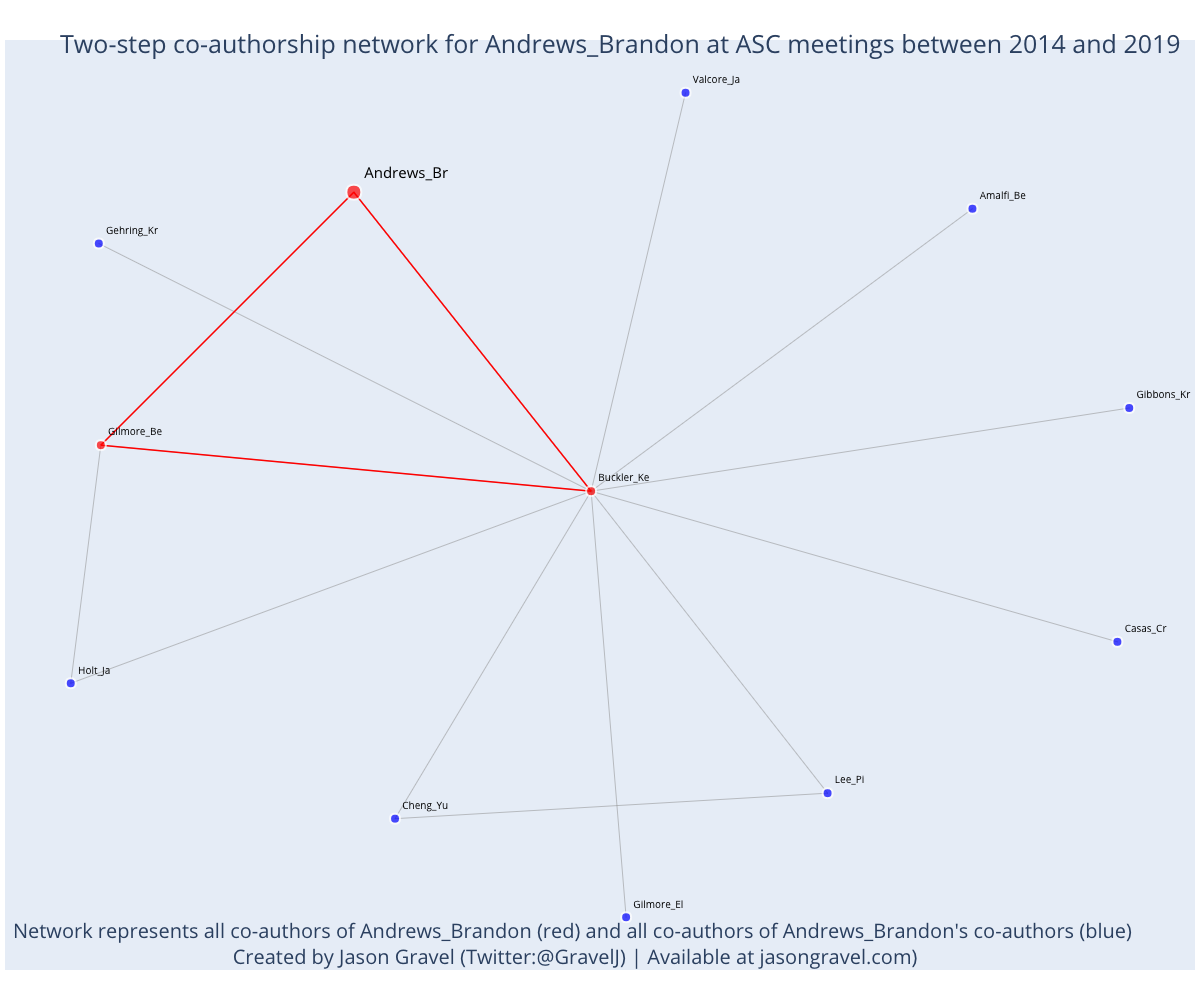 Two-step co-authorship network for Andrews_Brandon at ASC meetings between 2014 and 2019
Valcore_Ja
Andrews_Br
Amalfi_Be
Gehring_Kr
Gibbons_Kr
Gilmore_Be
Buckler_Ke
Casas_Cr
Holt_Ja
Lee_Pi
Cheng_Yu
Gilmore_El
Network represents all co-authors of Andrews_Brandon (red) and all co-authors of Andrews_Brandon's co-authors (blue)
Created by Jason Gravel (Twitter:@GravelJ) | Available at jasongravel.com)